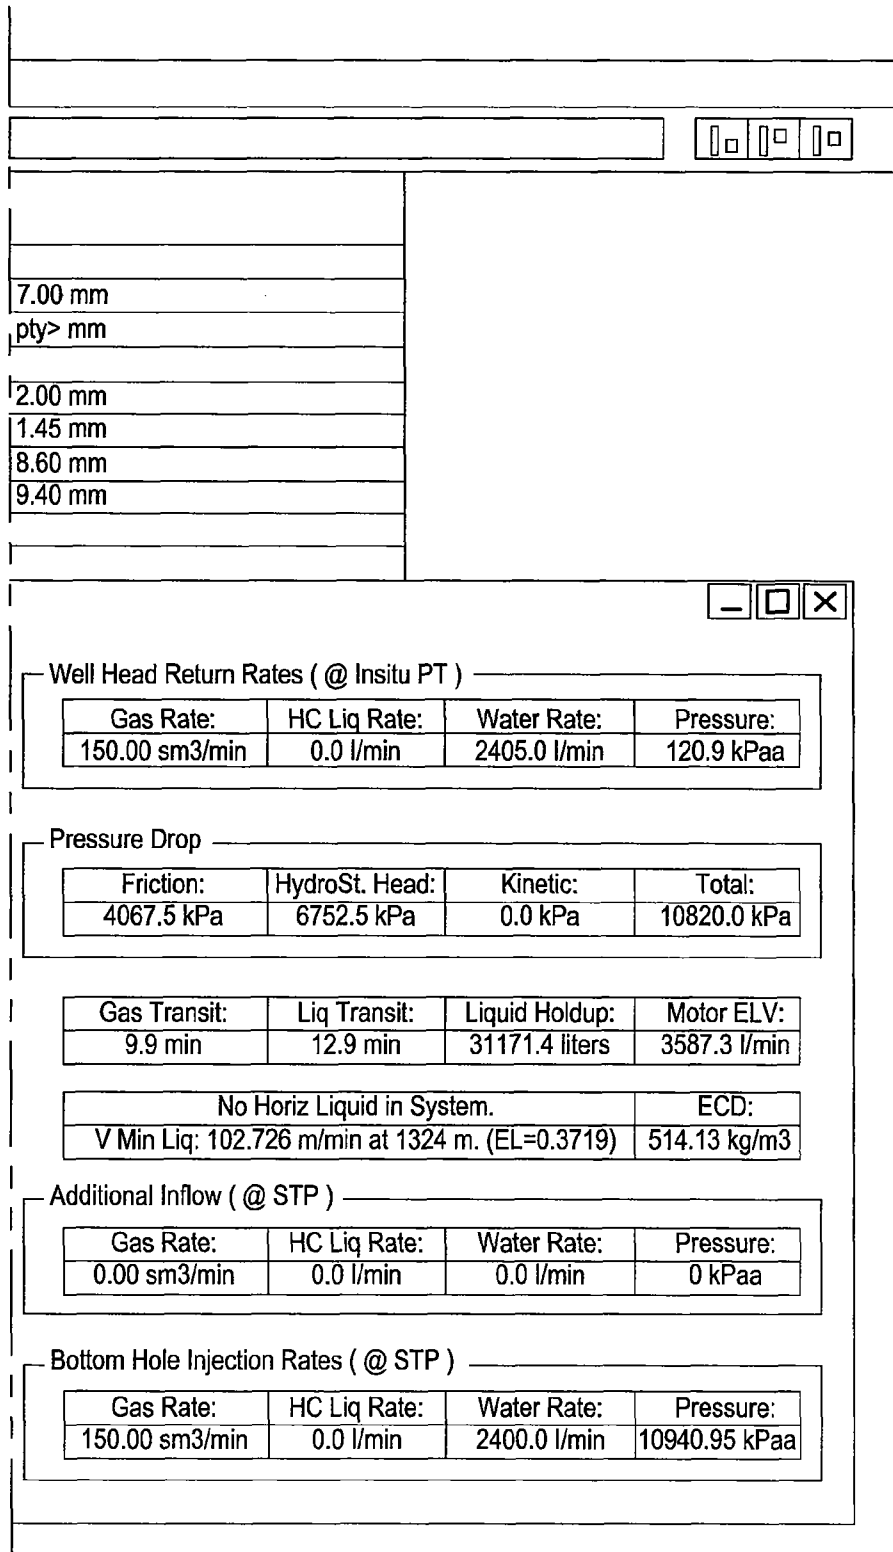 7.00 mm
pty> mm
2.00 mm
1.45 mm
8.60 mm
9.40 mm
Well Head Return Rates ( @ Insitu PT )
Gas Rate: HC Liq Rate: Water Rate: Pressure:
150.00 sm3/min 0.0 l/min 2405.0 l/min 120.9 kPaa
Pressure Drop
Friction: HydroSt. Head: Kinetic: Total:
4067.5 kPa 6752.5 kPa 0.0 kPa 10820.0 kPa
Gas Transit: Liq Transit: Liquid Holdup: Motor ELV:
9.9 min 12.9 min 31171.4 liters 3587.3 l/min
No Horiz Liquid in System. ECD:
V Min Liq: 102.726 m/min at 1324 m. (EL=0.3719) 514.13 kg/m3
Additional Inflow ( @ STP )
Gas Rate: HC Liq Rate: Water Rate: Pressure:
0.00 sm3/min 0.0 l/min 0.0 l/min 0 kPaa
Bottom Hole Injection Rates ( @ STP )
Gas Rate: HC Liq Rate: Water Rate: Pressure:
150.00 sm3/min 0.0 l/min 2400.0 l/min 10940.95 kPaa